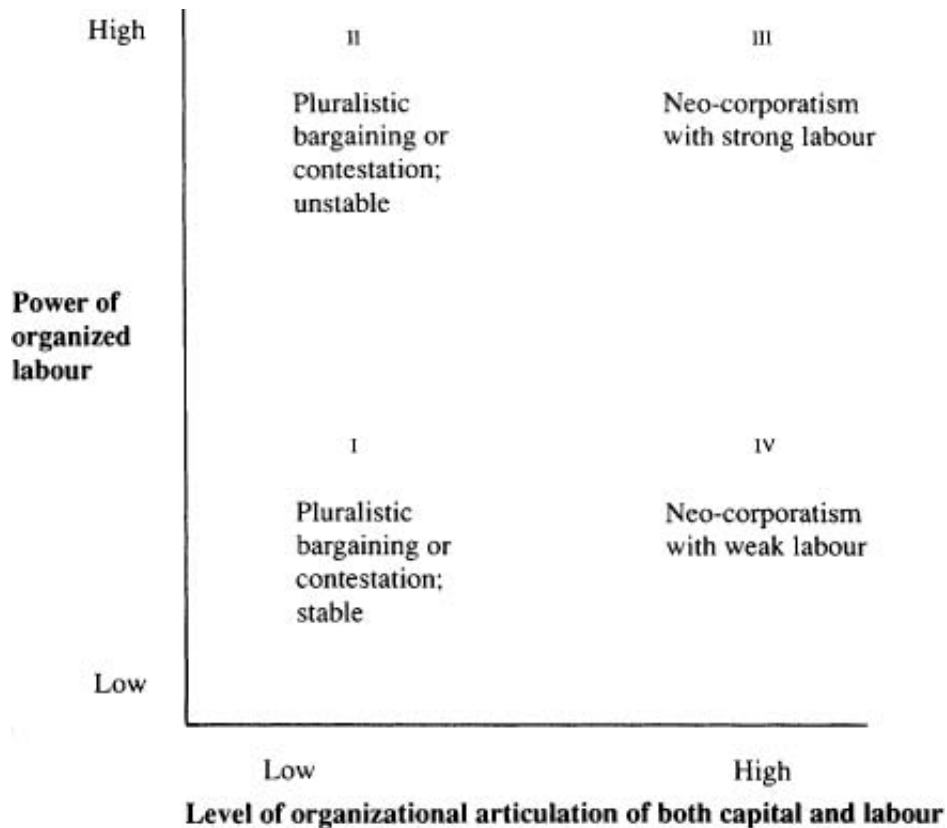 High
II
III
Pluralistic
bargaining or
contestation;
unstable
Neo-corporatism
with strong labour
Power of
organized
labour
I
IV
Pluralistic
bargaining or
contestation;
stable
Neo-corporatism
with weak labour
Low
Low
High
Level of organizational articulation of both capital and labour